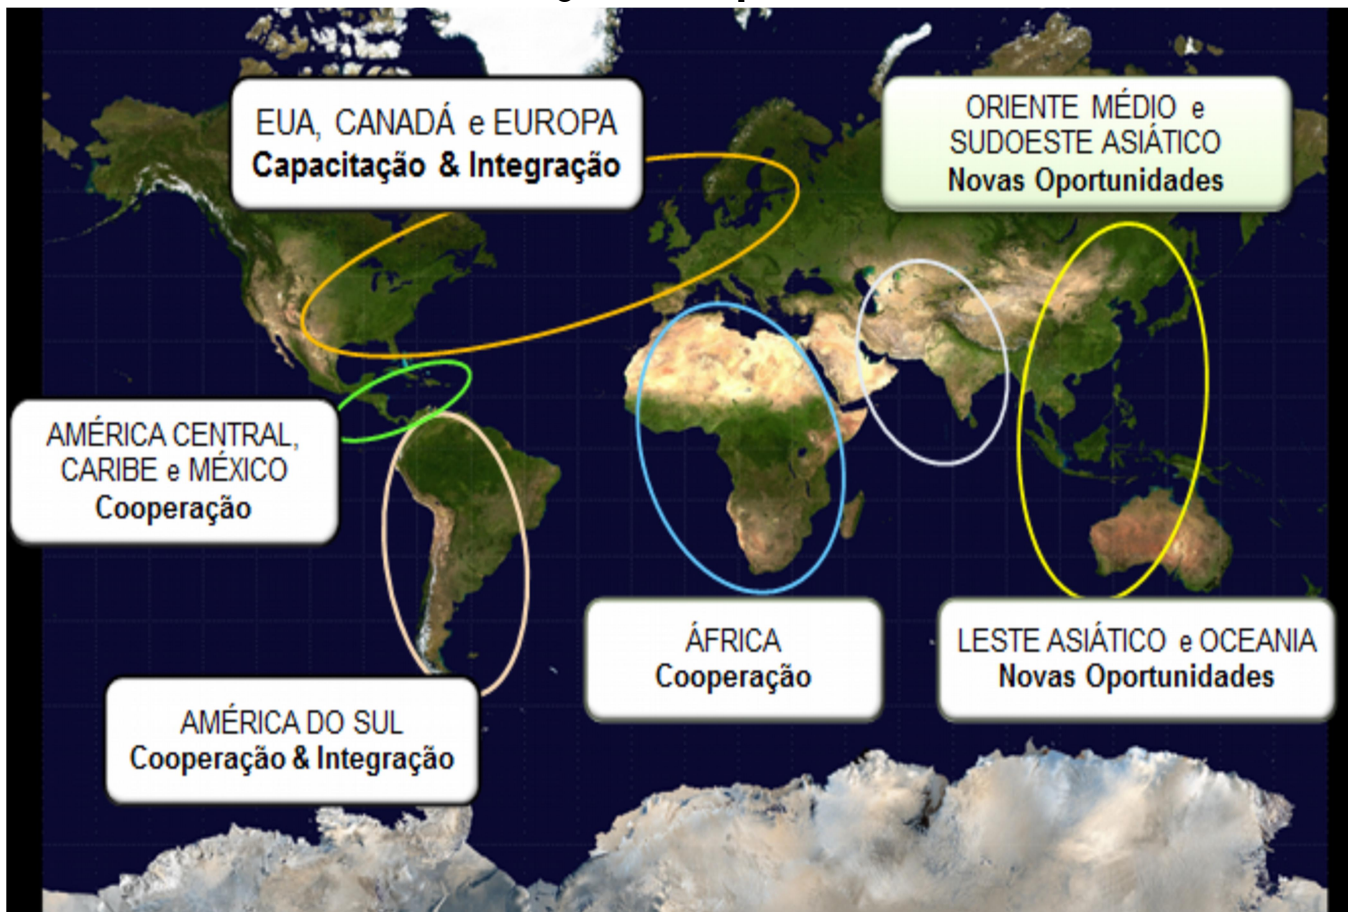 EUA, CANADÁ e EUROPA
Capacitação & Integração
ORIENTE MÉDIO e
SUDOESTE ASIÁTICO
Novas Oportunidades
AMÉRICA CENTRAL,
CARIBE e MÉXICO
Cooperação
ÁFRICA
Cooperação
LESTE ASIÁTICO e OCEANIA
Novas Oportunidades
AMÉRICA DO SUL
Cooperação & Integração